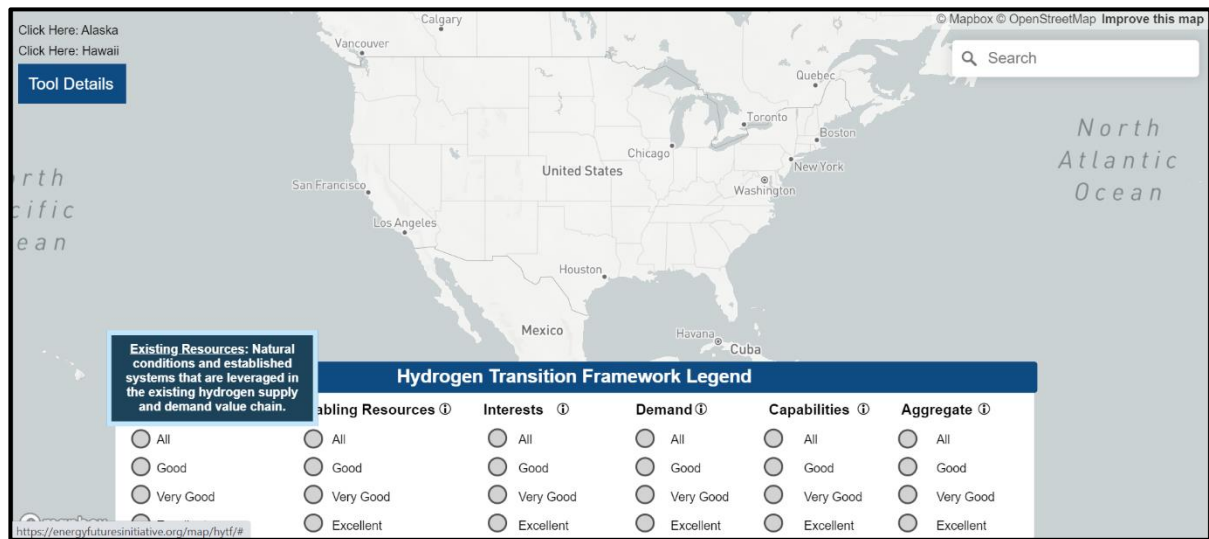 Click Here: Alaska
Click Here: Hawaii
Tool Details
© Mapbox © OpenStreetMap Improve this map
Search
Calgary
Vancouver
Quebec
Toronto
Boston
Chicago
New York
United States
Washington
San Francisco
Los Angeles
Houston
Mexico
Havana
Cuba
North
Atlantic
Ocean
rth
cific
ean
Existing Resources: Natural
conditions and established
systems that are leveraged in
the existing hydrogen supply
and demand value chain.
Hydrogen Transition Framework Legend
abling Resources ⓘ Interests ⓘ Demand ⓘ Capabilities ⓘ Aggregate ⓘ
All All All All All All
Good Good Good Good Good Good
Very Good Very Good Very Good Very Good Very Good Very Good
Excellent Excellent Excellent Excellent Excellent
https://energyfuturesinitiative.org/map/hytf/#